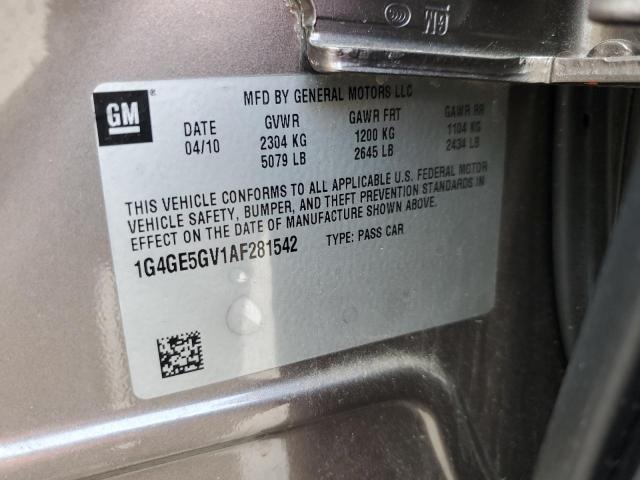 GM
MFD BY GENERAL MOTORS LLC
DATE GVWR GAWR FRT GAWR RR
04/10 2304 KG 1200 KG 1104 KG
5079 LB 2645 LB 2434 LB
THIS VEHICLE CONFORMS TO ALL APPLICABLE U.S. FEDERAL MOTOR
VEHICLE SAFETY, BUMPER, AND THEFT PREVENTION STANDARDS IN
EFFECT ON THE DATE OF MANUFACTURE SHOWN ABOVE.
1G4GE5GV1AF281542 TYPE: PASS CAR